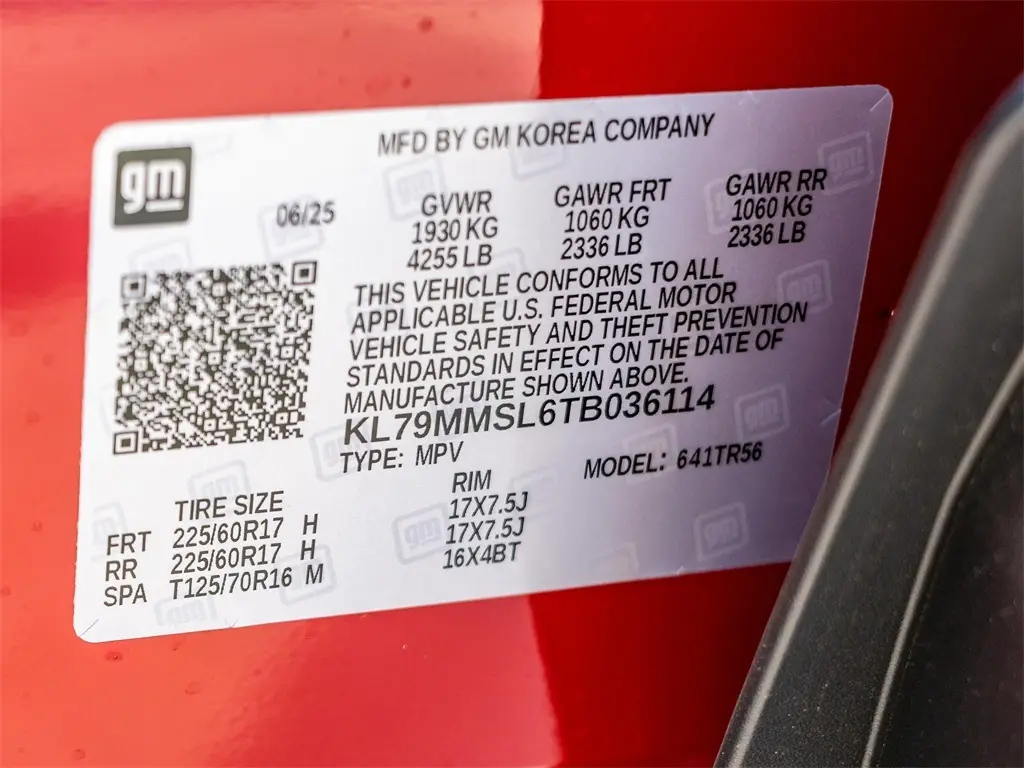 MFD BY GM KOREA COMPANY
gm
06/25
GVWR GAWR FRT GAWR RR
1930 KG 1060 KG 1060 KG
4255 LB 2336 LB 2336 LB
THIS VEHICLE CONFORMS TO ALL
APPLICABLE U.S. FEDERAL MOTOR
VEHICLE SAFETY AND THEFT PREVENTION
STANDARDS IN EFFECT ON THE DATE OF
MANUFACTURE SHOWN ABOVE.
KL79MMSL6TB036114
TYPE: MPV MODEL: 641TR56
TIRE SIZE RIM
FRT 225/60R17 H 17X7.5J
RR 225/60R17 H 17X7.5J
SPA T125/70R16 M 16X4BT